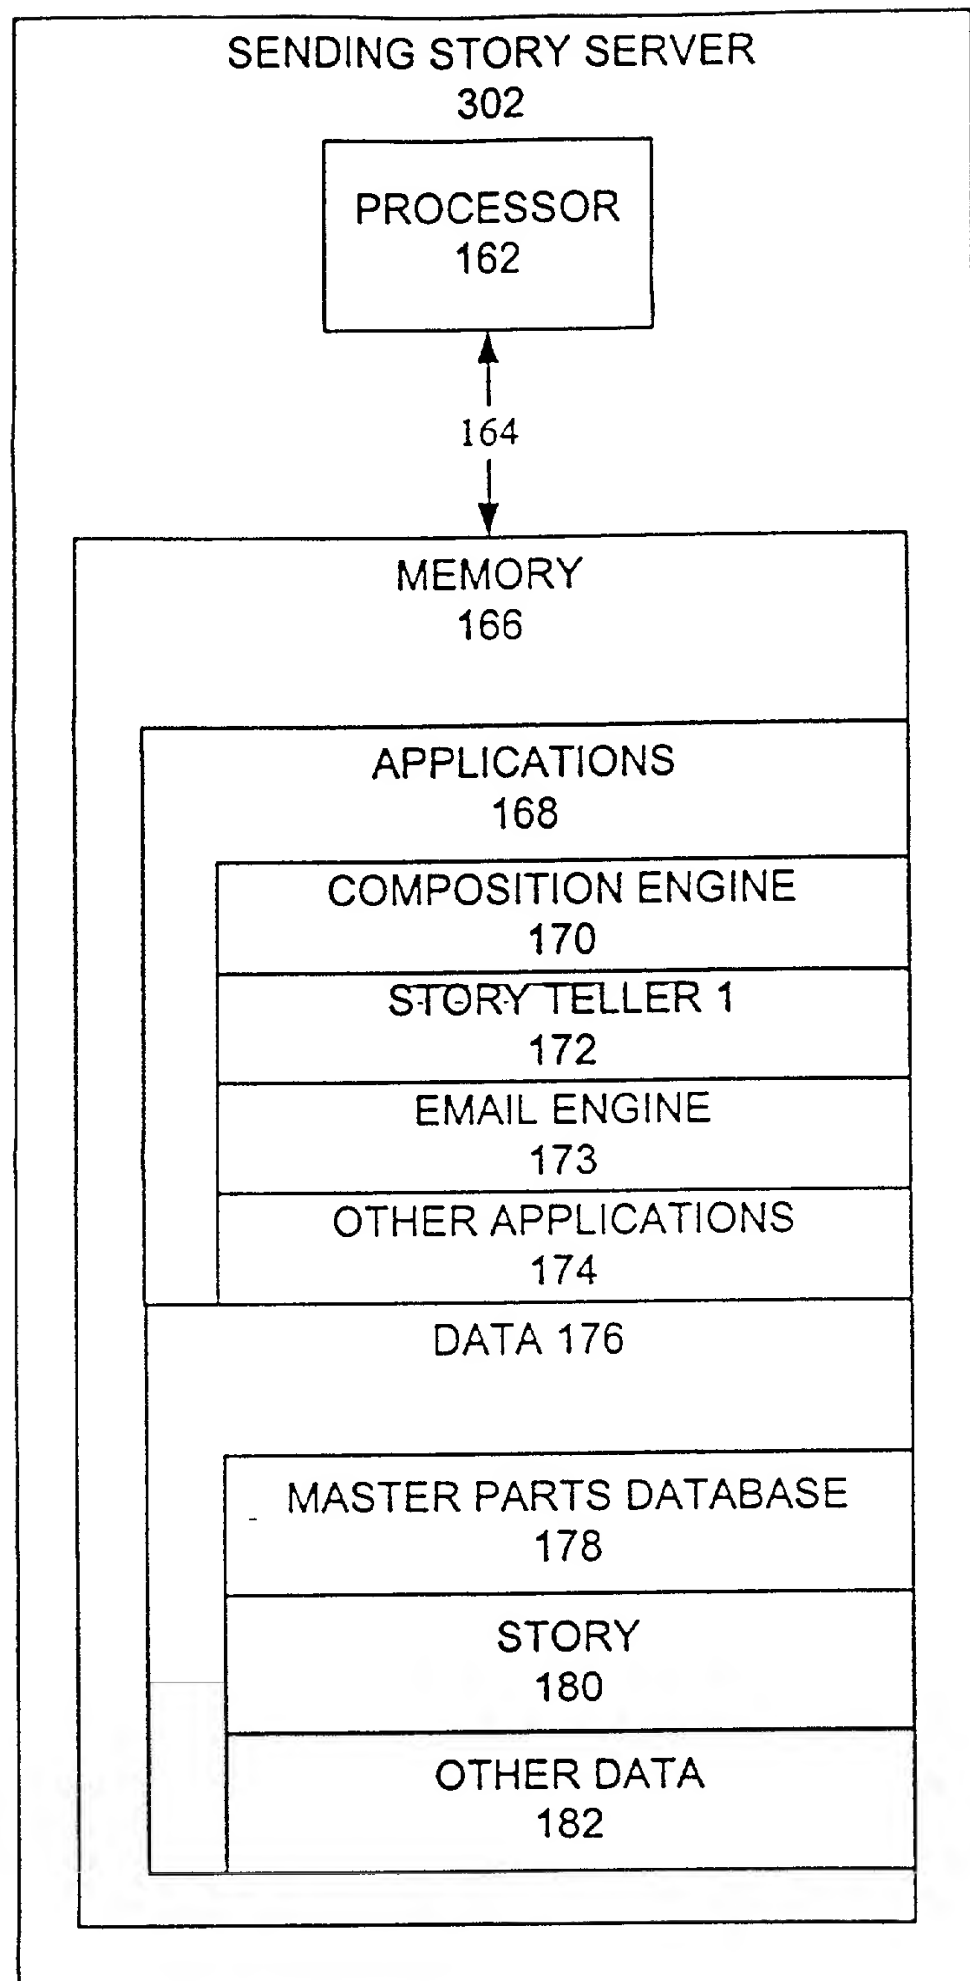 SENDING STORY SERVER
302
PROCESSOR
162
164
MEMORY
166
APPLICATIONS
168
COMPOSITION ENGINE
170
STORY TELLER 1
172
EMAIL ENGINE
173
OTHER APPLICATIONS
174
DATA 176
MASTER PARTS DATABASE
178
STORY
180
OTHER DATA
182